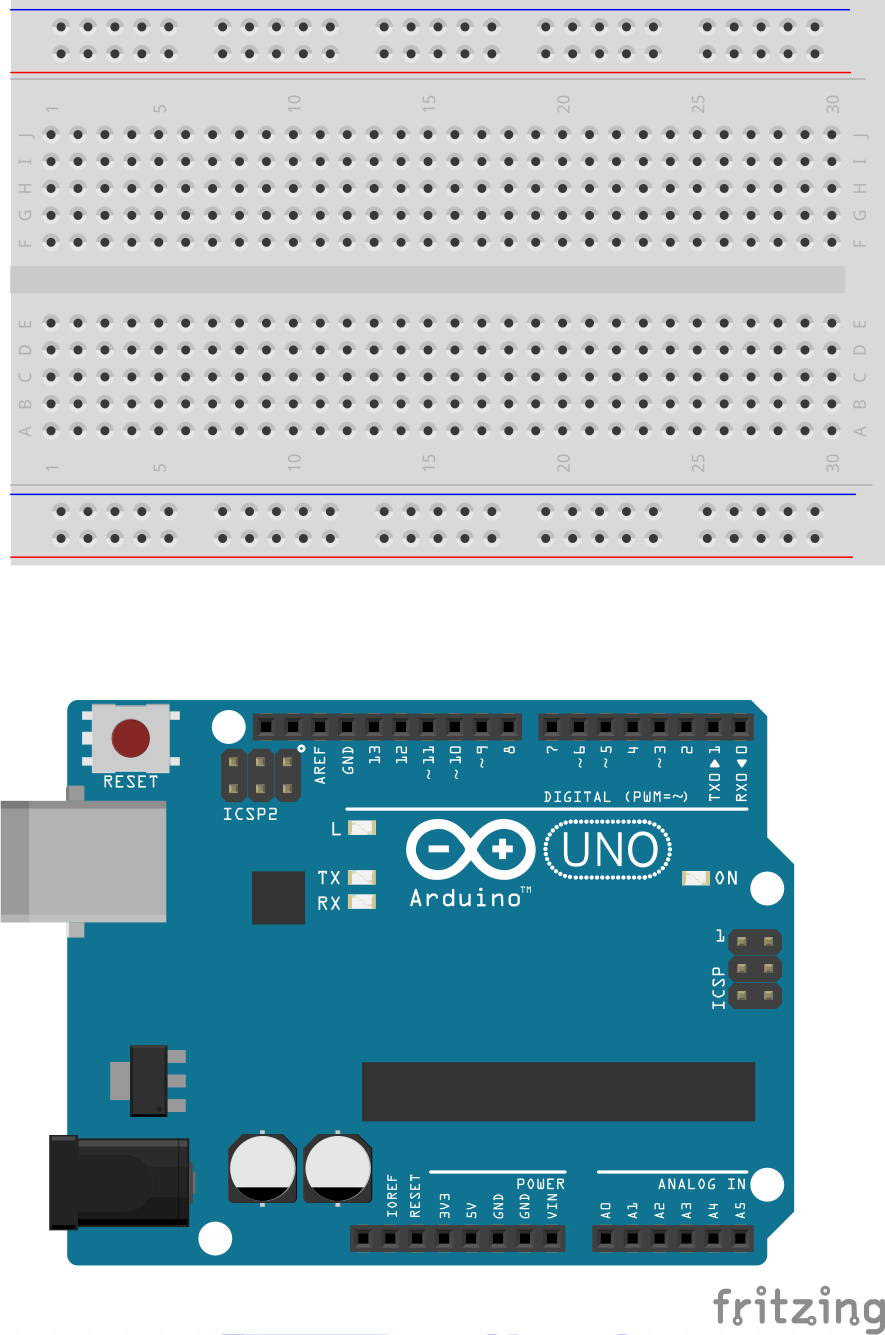 1 5 10 15 20 25 30
J J
I I
H H
G G
F F
E E
D D
C C
B B
A A
1 5 10 15 20 25 30
RESET
ICSP2
AREF GND 13 12 ~11 ~10 ~9 8 7 ~6 ~5 4 ~3 2 TX0▶1 RX0◀0
DIGITAL (PWM=~)
L
TX
RX
UNO
Arduino™
ON
1
ICSP
POWER
ANALOG IN
IOREF RESET 3V3 5V GND GND VIN A0 A1 A2 A3 A4 A5
fritzing